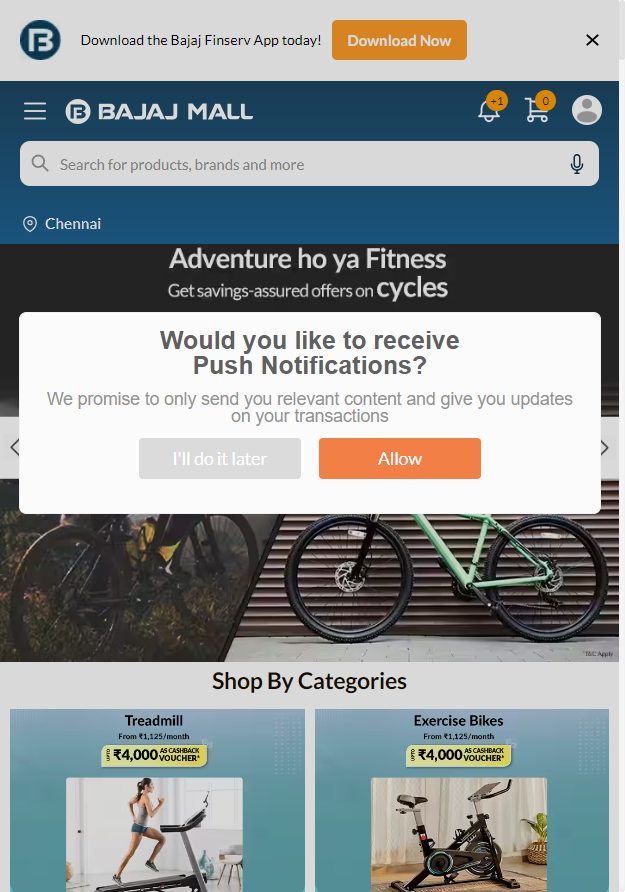 Download the Bajaj Finserv App today!
Download Now
BAJAJ MALL
+1
0
Search for products, brands and more
Chennai
Adventure ho ya Fitness
Get savings-assured offers on cycles
Would you like to receive
Push Notifications?
We promise to only send you relevant content and give you updates
on your transactions
I'll do it later
Allow
T&C Apply
Shop By Categories
Treadmill
From ₹1,125/month
UPTO ₹4,000 AS CASHBACK VOUCHER*
Exercise Bikes
From ₹1,125/month
UPTO ₹4,000 AS CASHBACK VOUCHER*